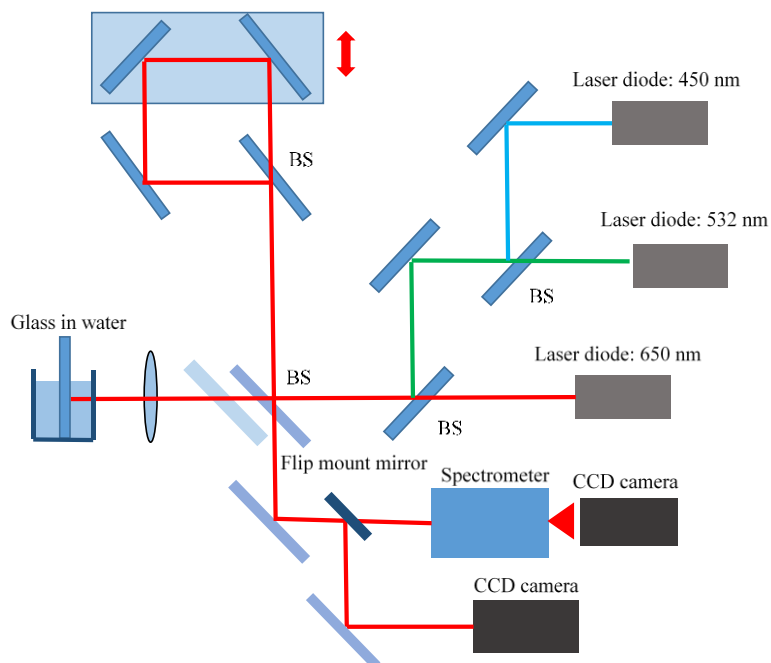 Laser diode: 450 nm
BS
Laser diode: 532 nm
BS
Glass in water
Laser diode: 650 nm
BS
BS
Flip mount mirror
Spectrometer
CCD camera
CCD camera